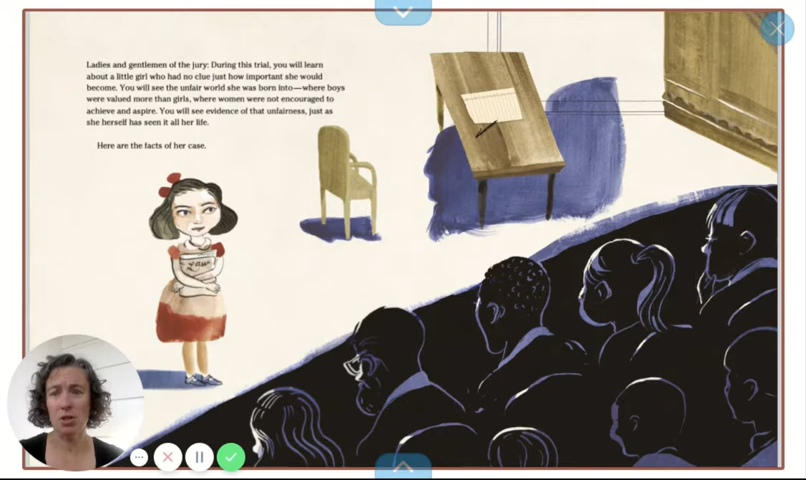 Ladies and gentlemen of the jury: During this trial, you will learn
about a little girl who had no clue just how important she would
become. You will see the unfair world she was born into—where boys
were valued more than girls, where women were not encouraged to
achieve and aspire. You will see evidence of that unfairness, just as
she herself has seen it all her life.
Here are the facts of her case.